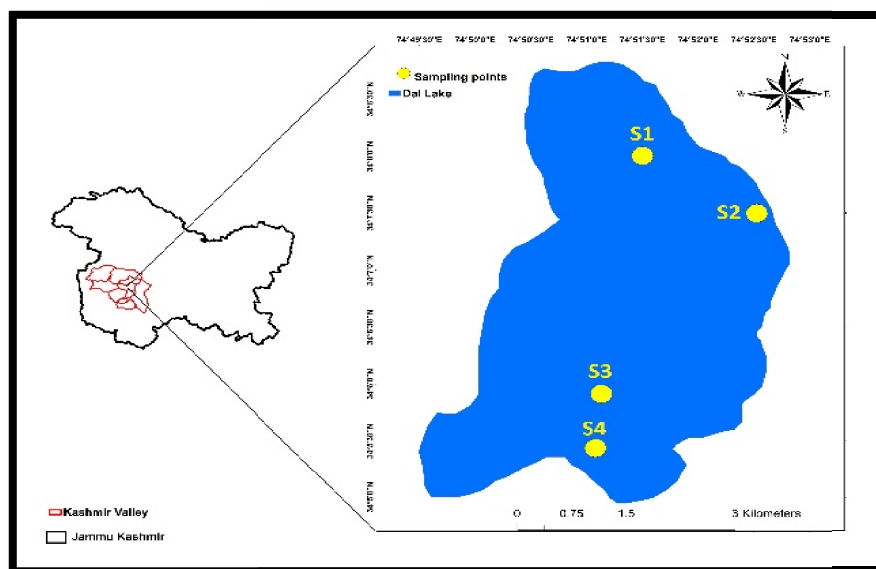 74°49'30"E 74°50'0"E 74°50'30"E 74°51'0"E 74°51'30"E 74°52'0"E 74°52'30"E 74°53'0"E
Sampling points
Dal Lake
N
W E
S
S1
S2
S3
S4
0 0.75 1.5 3 Kilometers
Kashmir Valley
Jammu Kashmir